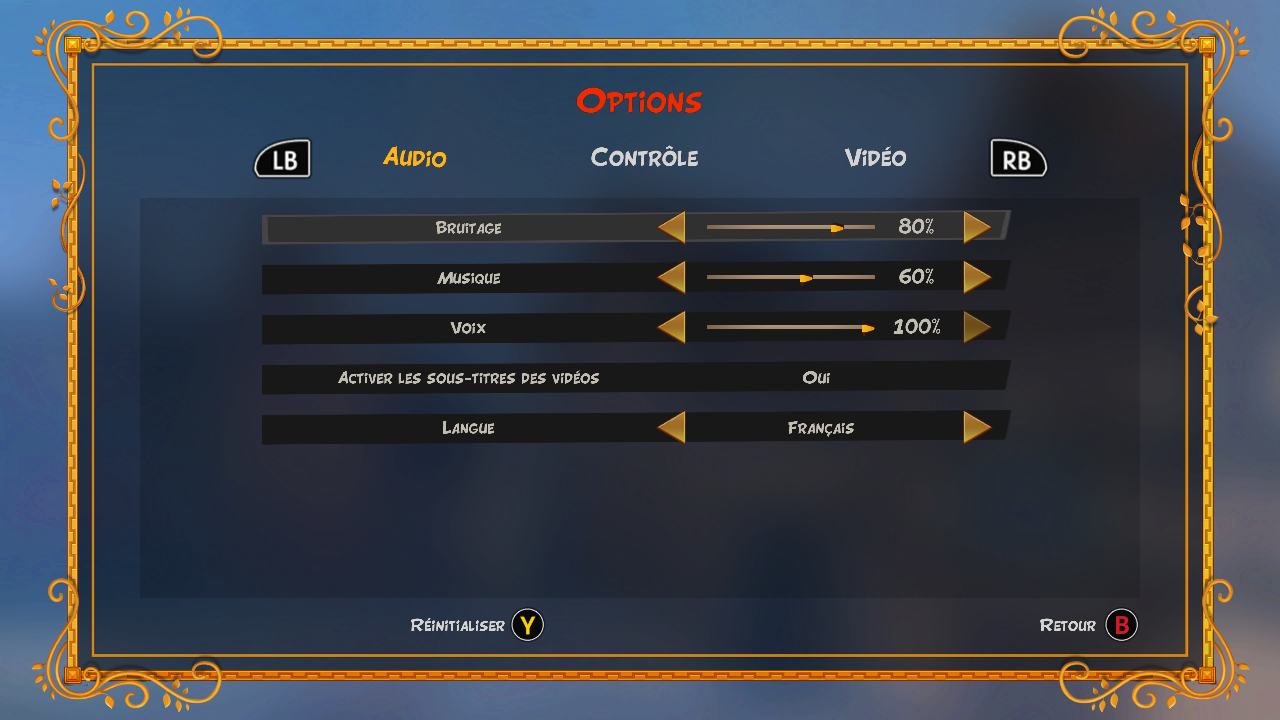 Options
LB Audio Contrôle Vidéo RB
Bruitage 80%
Musique 60%
Voix 100%
Activer les sous-titres des vidéos Oui
Langue Français
Réinitialiser Y Retour B